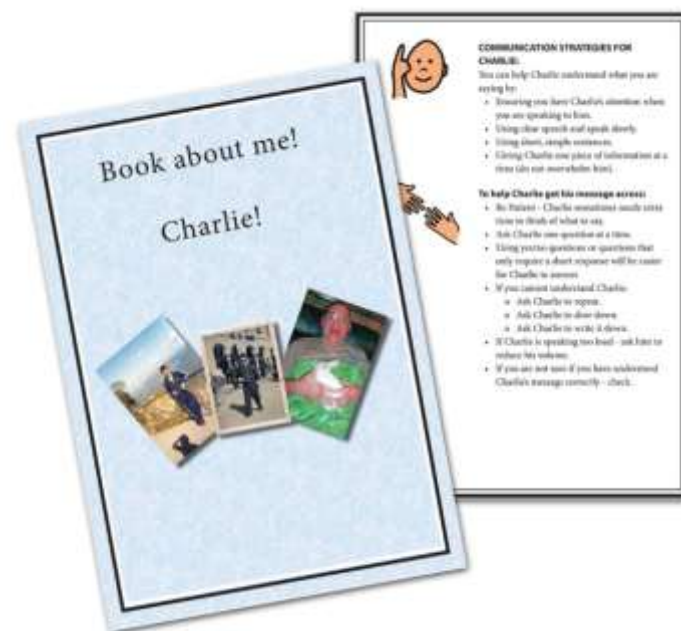 Book about me!
Charlie!
COMMUNICATION STRATEGIES FOR
CHARLIE:
You can help Charlie understand what you are
saying by:
• Ensuring you have Charlie's attention when
you are speaking to him.
• Using clear speech and speak slowly.
• Using short, simple sentences.
• Giving Charlie one piece of information at a
time (do not overwhelm him).
To help Charlie get his message across:
• Be Patient - Charlie sometimes needs extra
time to think of what to say.
• Ask Charlie one question at a time.
• Using yes/no questions or questions that
only require a short response will be easier
for Charlie to answer.
• If you cannot understand Charlie:
o Ask Charlie to repeat.
o Ask Charlie to slow down.
o Ask Charlie to write it down.
• If Charlie is speaking too loud - ask him to
reduce his volume.
• If you are not sure if you have understood
Charlie's message correctly - check.